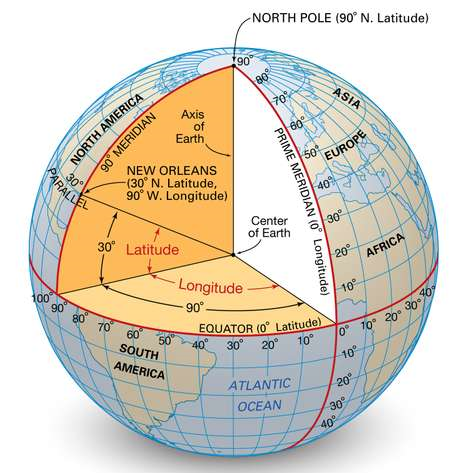 NORTH POLE (90° N. Latitude)
90°
80°
70°
60°
50°
40°
30°
20°
10°
ASIA
EUROPE
AFRICA
PRIME MERIDIAN (0° Longitude)
NORTH AMERICA
90° MERIDIAN
Axis
of
Earth
30°
PARALLEL
NEW ORLEANS
(30° N. Latitude,
90° W. Longitude)
Center
of Earth
30°
Latitude
Longitude
90°
EQUATOR (0° Latitude)
100°
90°
80°
70°
60°
50°
40°
30°
20°
10°
0°
10°
20°
30°
40°
SOUTH
AMERICA
ATLANTIC
OCEAN
10°
20°
30°
40°